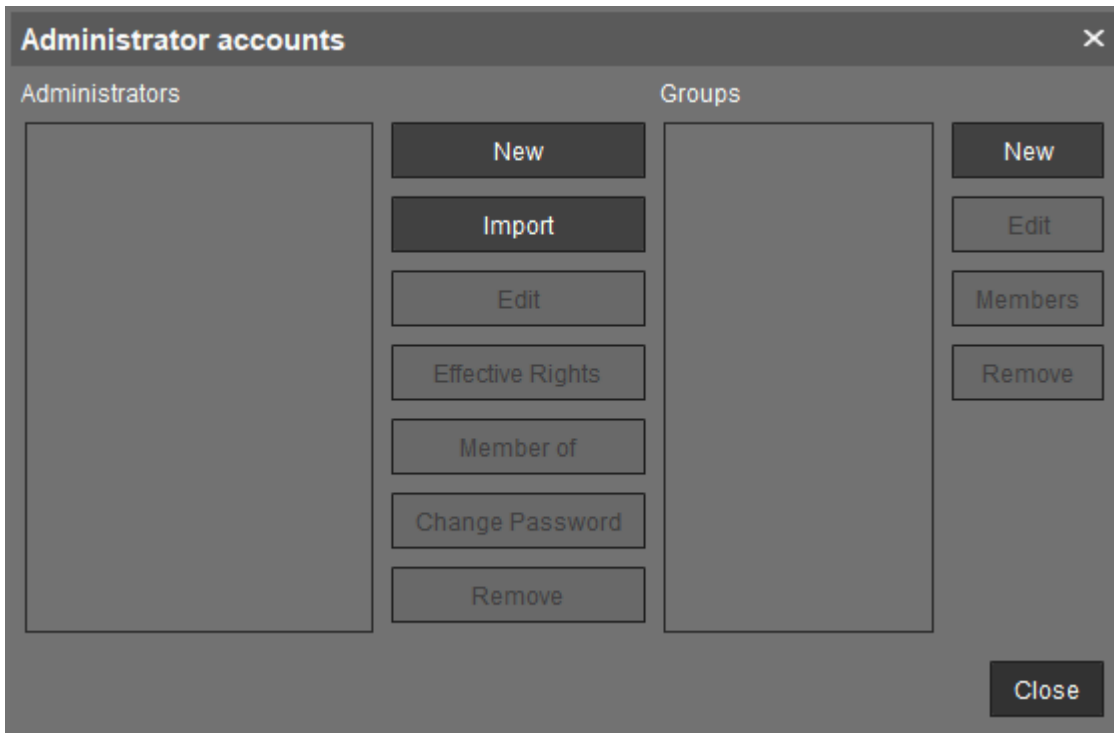 Administrator accounts ×
Administrators
Groups
New
Import
Edit
Effective Rights
Member of
Change Password
Remove
New
Edit
Members
Remove
Close